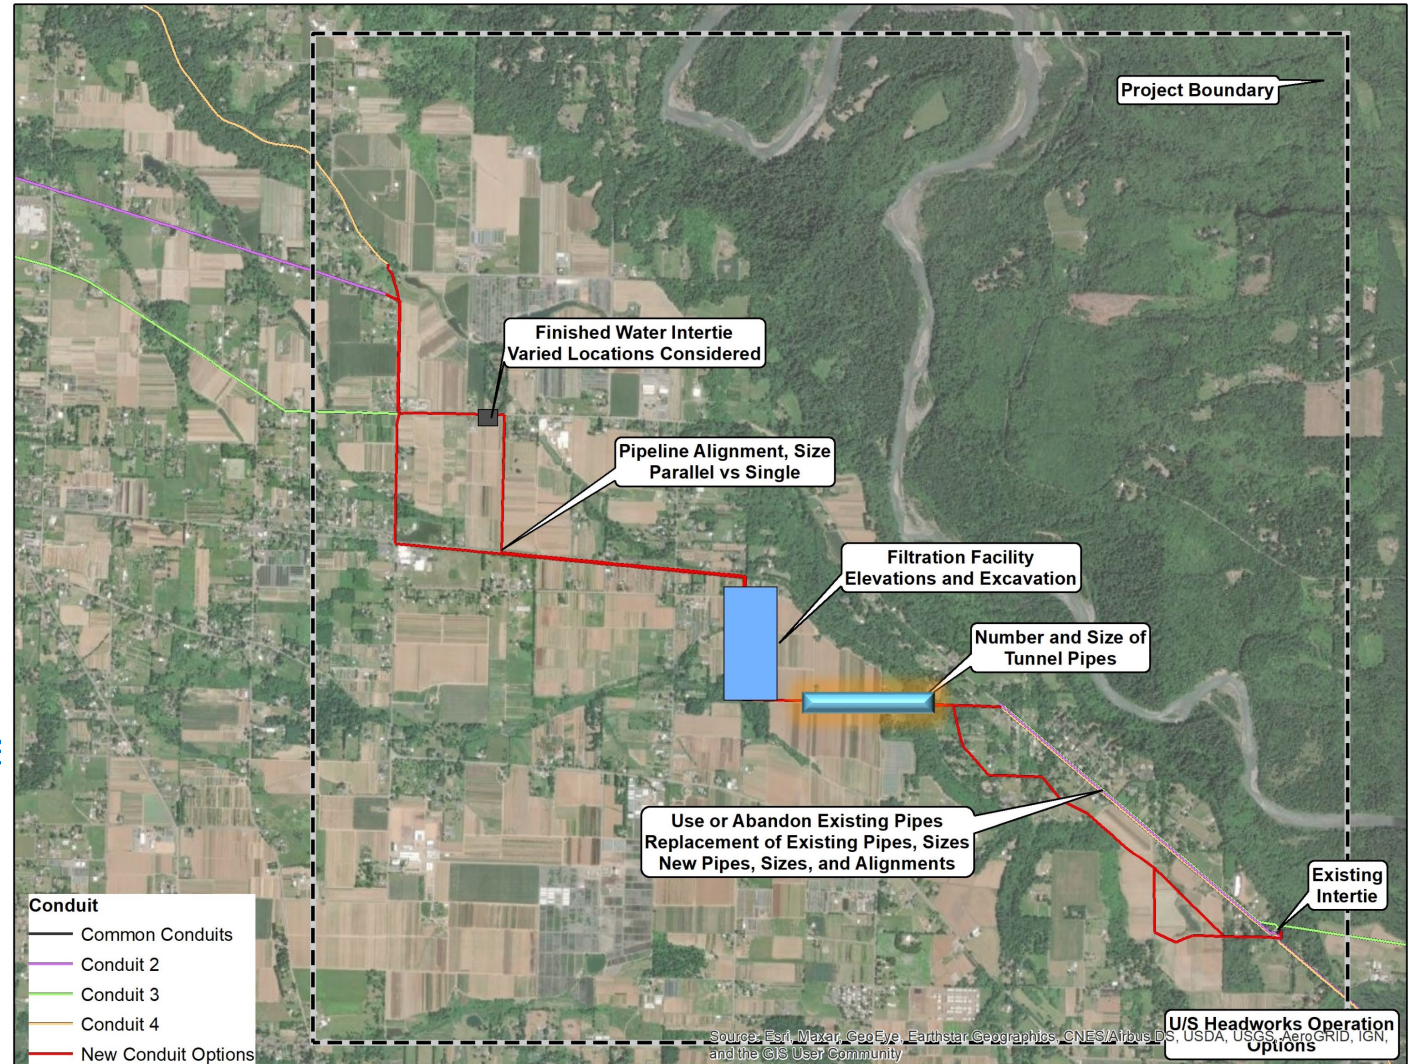 Project Boundary
Finished Water Intertie
Varied Locations Considered
Pipeline Alignment, Size
Parallel vs Single
Filtration Facility
Elevations and Excavation
Number and Size of
Tunnel Pipes
Use or Abandon Existing Pipes
Replacement of Existing Pipes, Sizes
New Pipes, Sizes, and Alignments
Existing
Intertie
Conduit
Common Conduits
Conduit 2
Conduit 3
Conduit 4
New Conduit Options
U/S Headworks Operation
Options
Source: Esri, Maxar, GeoEye, Earthstar Geographics, CNES/Airbus DS, USDA, USGS, AeroGRID, IGN,
and the GIS User Community